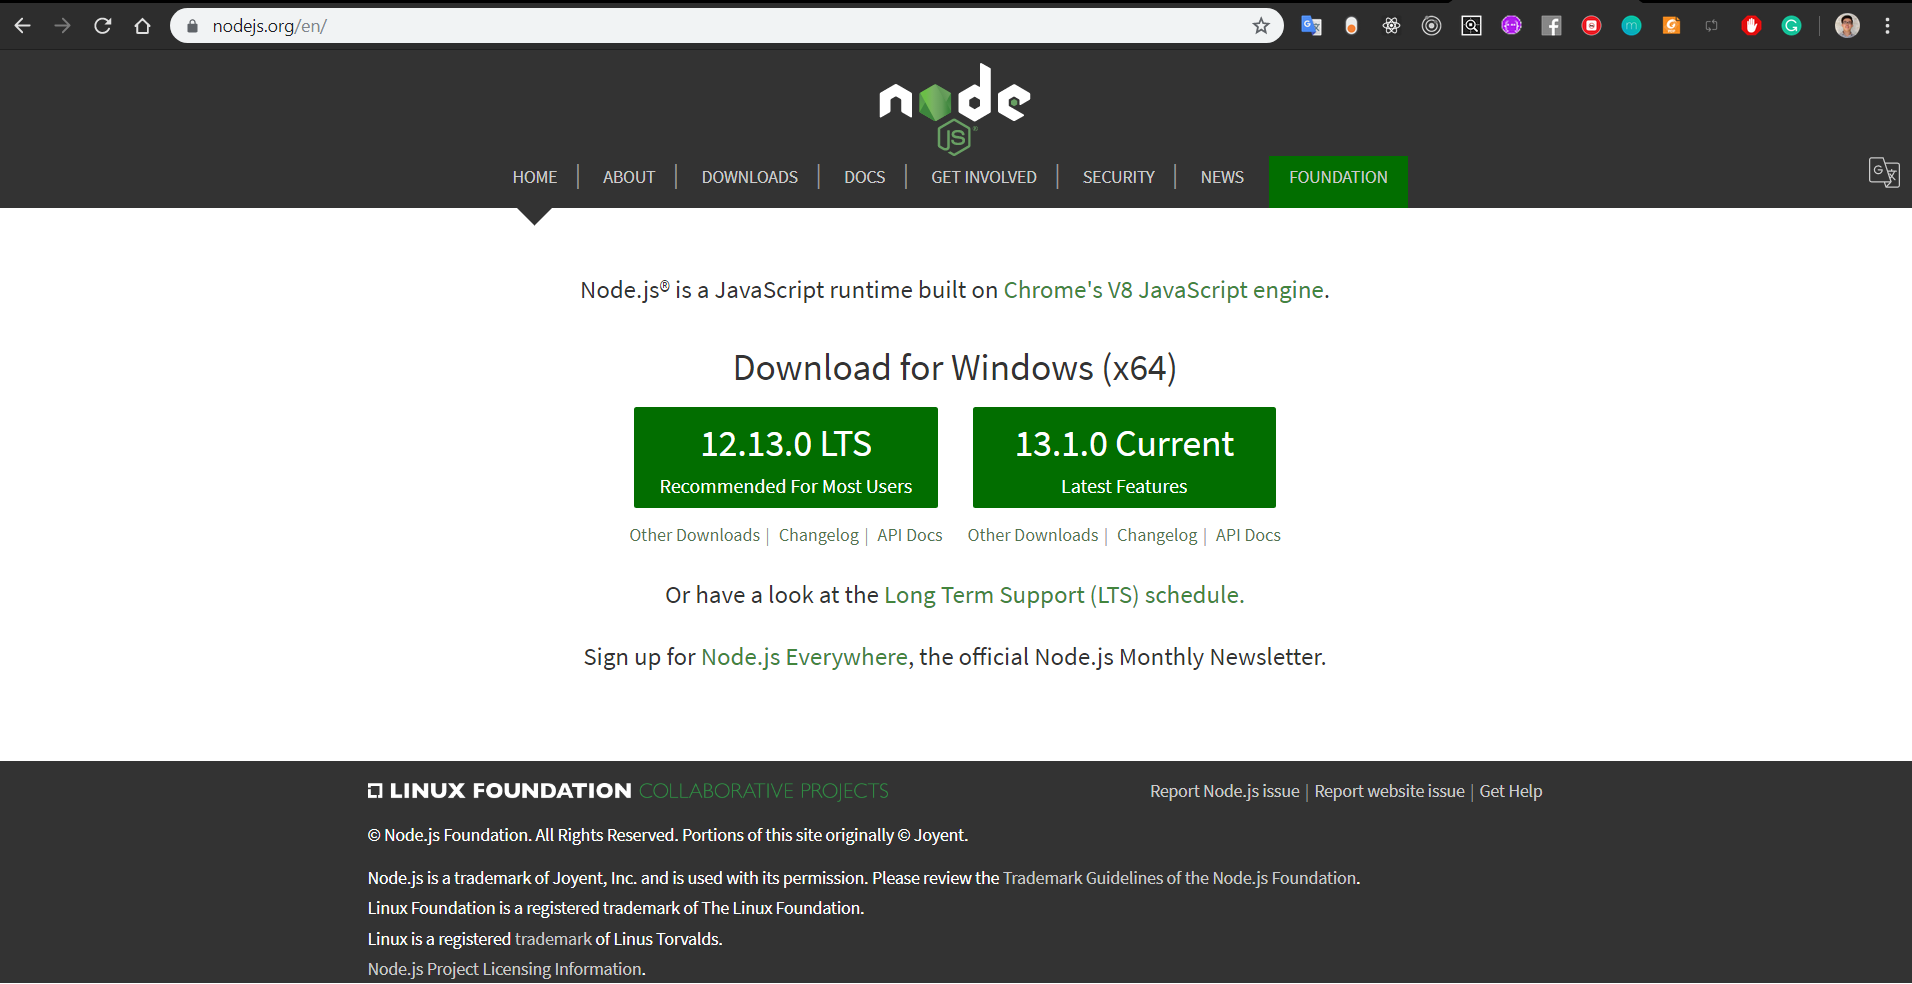 nodejs.org/en/
node
JS
HOME | ABOUT | DOWNLOADS | DOCS | GET INVOLVED | SECURITY | NEWS FOUNDATION
Node.js® is a JavaScript runtime built on Chrome's V8 JavaScript engine.
Download for Windows (x64)
12.13.0 LTS
Recommended For Most Users
13.1.0 Current
Latest Features
Other Downloads | Changelog | API Docs
Other Downloads | Changelog | API Docs
Or have a look at the Long Term Support (LTS) schedule.
Sign up for Node.js Everywhere, the official Node.js Monthly Newsletter.
LINUX FOUNDATION COLLABORATIVE PROJECTS
Report Node.js issue | Report website issue | Get Help
© Node.js Foundation. All Rights Reserved. Portions of this site originally © Joyent.
Node.js is a trademark of Joyent, Inc. and is used with its permission. Please review the Trademark Guidelines of the Node.js Foundation.
Linux Foundation is a registered trademark of The Linux Foundation.
Linux is a registered trademark of Linus Torvalds.
Node.js Project Licensing Information.